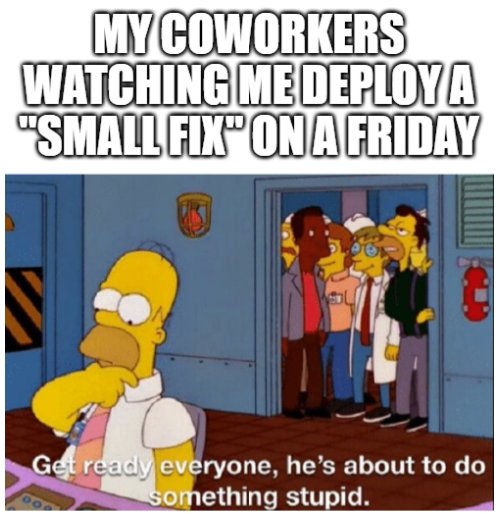 MY COWORKERS
WATCHING ME DEPLOY A
"SMALL FIX" ON A FRIDAY
Get ready everyone, he's about to do
something stupid.